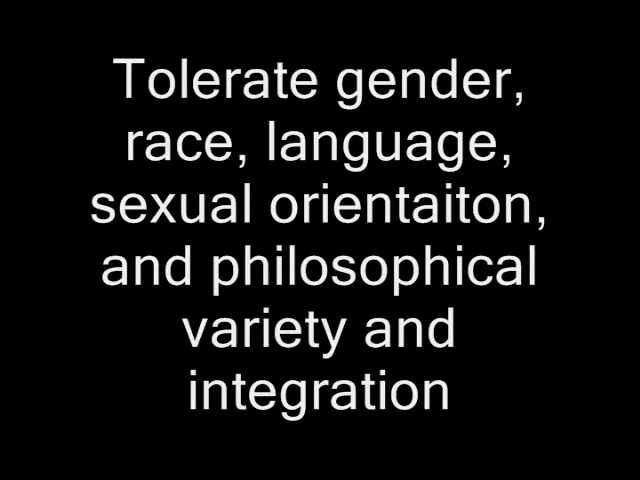 Tolerate gender,
race, language,
sexual orientaiton,
and philosophical
variety and
integration